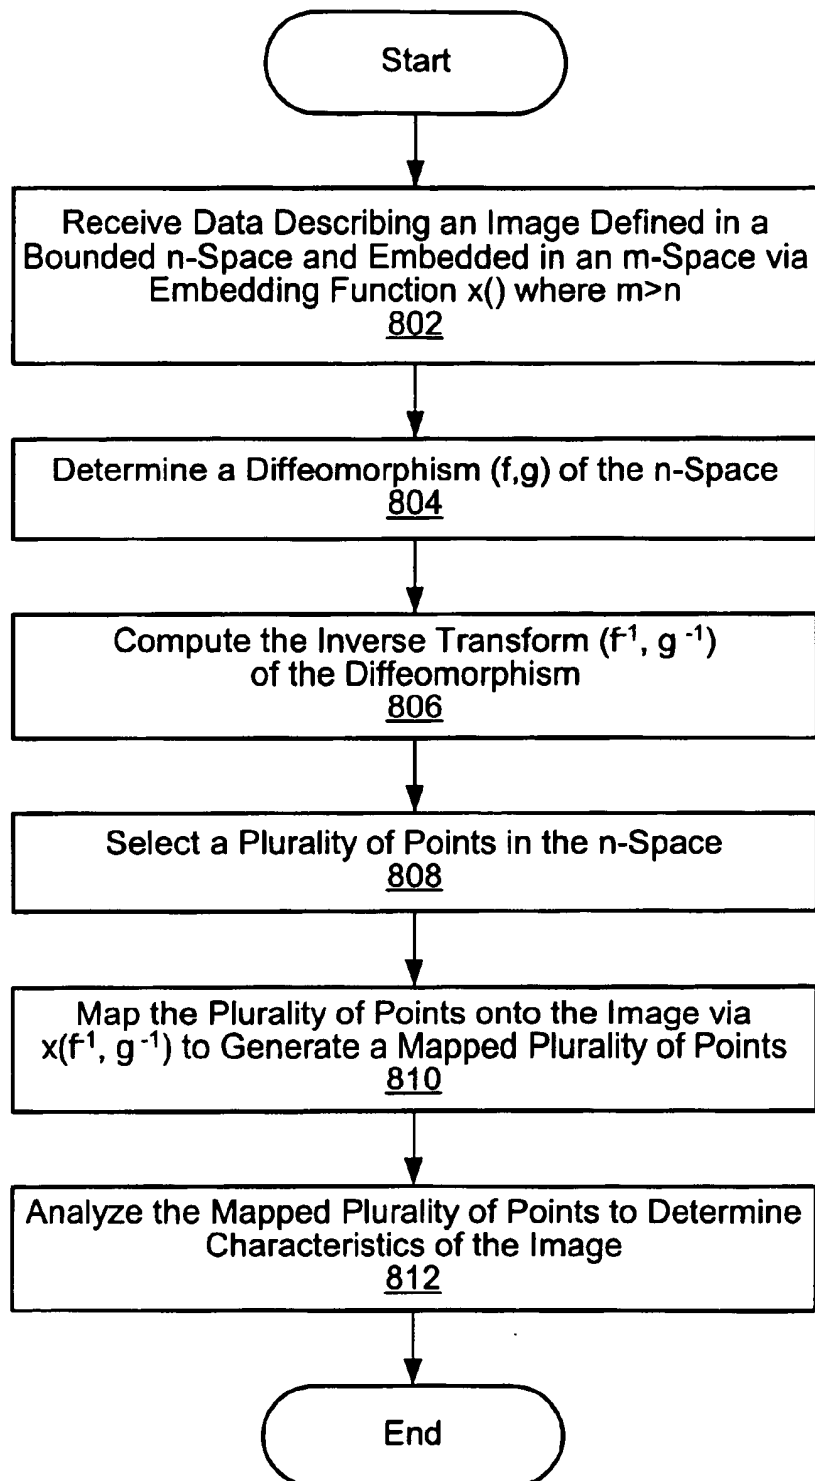 Start
Receive Data Describing an Image Defined in a
Bounded n-Space and Embedded in an m-Space via
Embedding Function x() where m>n
802
Determine a Diffeomorphism (f,g) of the n-Space
804
Compute the Inverse Transform (f⁻¹, g⁻¹)
of the Diffeomorphism
806
Select a Plurality of Points in the n-Space
808
Map the Plurality of Points onto the Image via
x(f⁻¹, g⁻¹) to Generate a Mapped Plurality of Points
810
Analyze the Mapped Plurality of Points to Determine
Characteristics of the Image
812
End